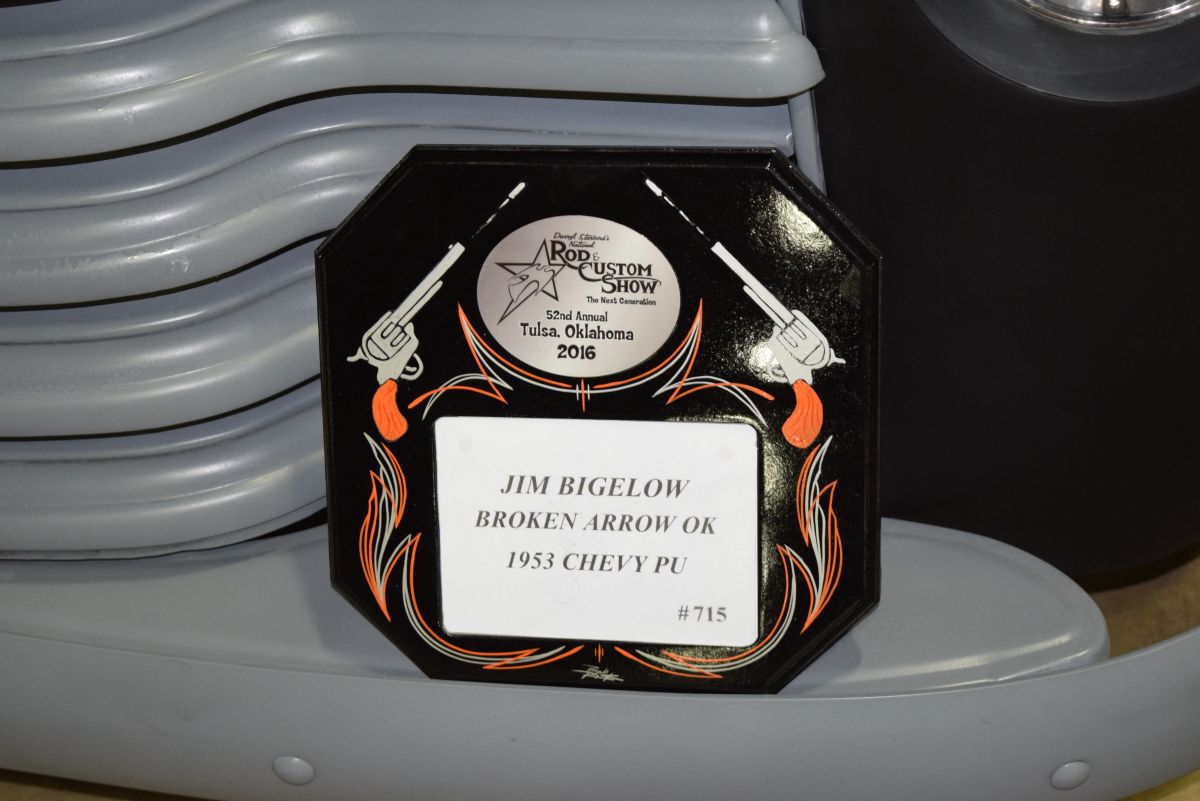 Darryl Starbird's
National
ROD & CUSTOM
SHOW
The Next Generation
52nd Annual
Tulsa, Oklahoma
2016
JIM BIGELOW
BROKEN ARROW OK
1953 CHEVY PU
#715